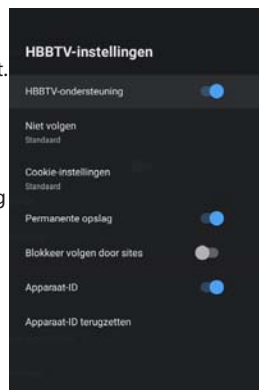 HBBTV-instellingen
t.
HBBTV-ondersteuning
Niet volgen
Standaard
Cookie-instellingen
Standaard
g
Permanente opslag
Blokkeer volgen door sites
Apparaat-ID
Apparaat-ID terugzetten